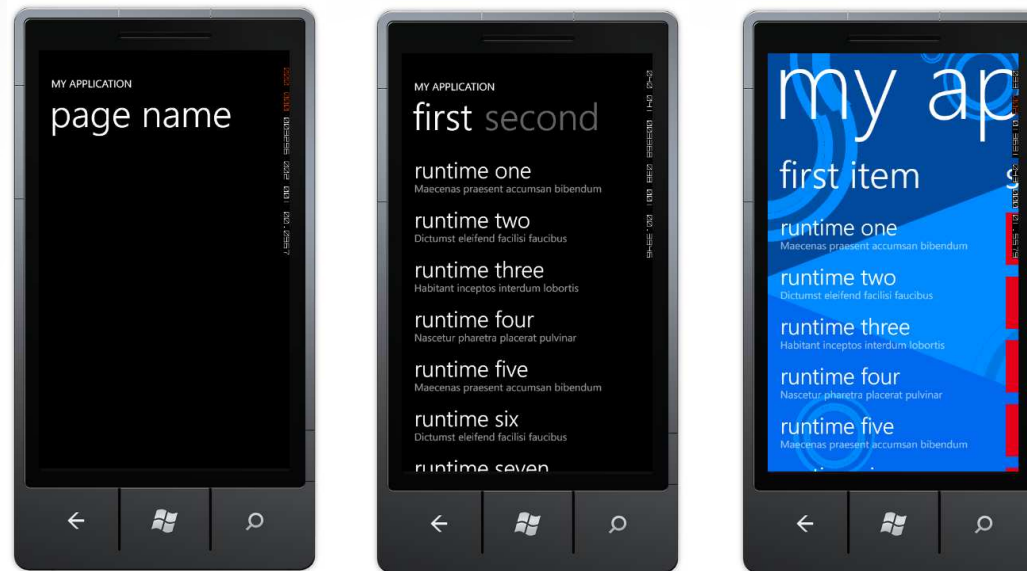 MY APPLICATION
page name
MY APPLICATION
first second
runtime one
Maecenas praesent accumsan bibendum
runtime two
Dictumst eleifend facilisi faucibus
runtime three
Habitant inceptos interdum lobortis
runtime four
Nascetur pharetra placerat pulvinar
runtime five
Maecenas praesent accumsan bibendum
runtime six
Dictumst eleifend facilisi faucibus
runtime seven
my ap
first item
s
runtime one
Maecenas praesent accumsan bibendum
runtime two
Dictumst eleifend facilisi faucibus
runtime three
Habitant inceptos interdum lobortis
runtime four
Nascetur pharetra placerat pulvinar
runtime five
Maecenas praesent accumsan bibendum